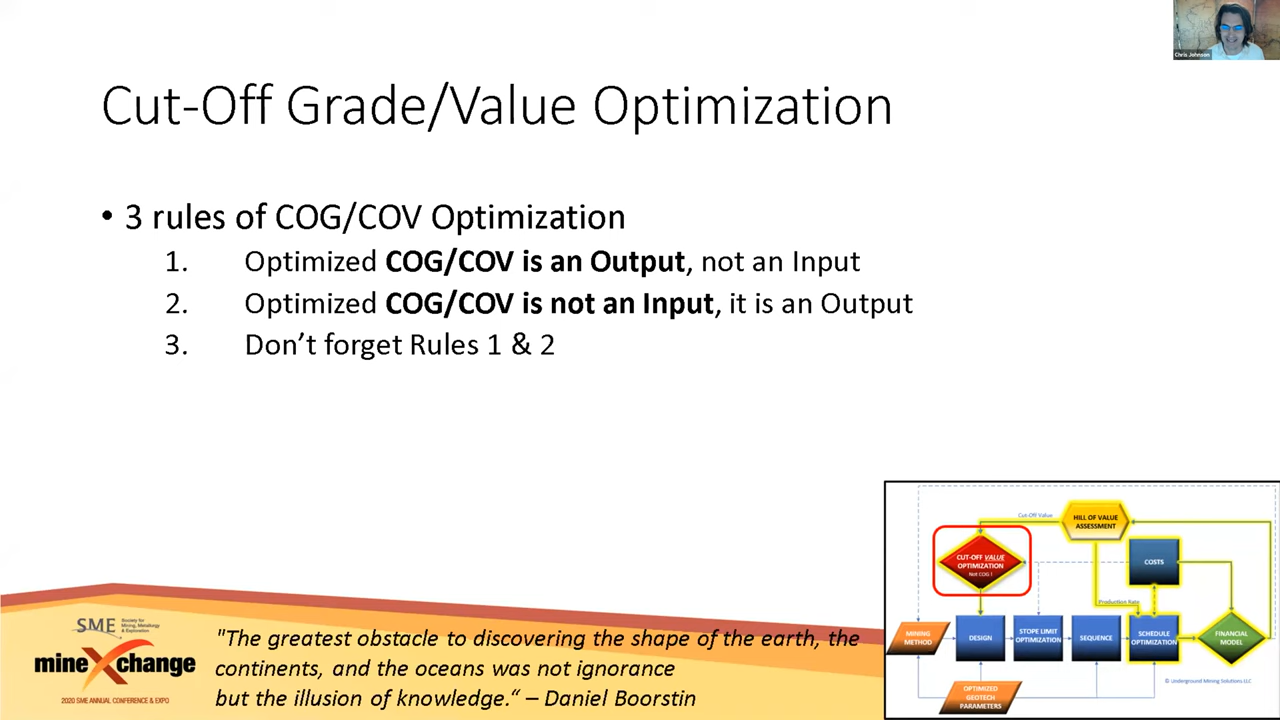 Chris Johnson
Cut-Off Grade/Value Optimization
• 3 rules of COG/COV Optimization
1. Optimized COG/COV is an Output, not an Input
2. Optimized COG/COV is not an Input, it is an Output
3. Don’t forget Rules 1 & 2
SME Society for
Mining, Metallurgy
& Exploration
mineXchange
2020 SME ANNUAL CONFERENCE & EXPO
"The greatest obstacle to discovering the shape of the earth, the
continents, and the oceans was not ignorance
but the illusion of knowledge.“ – Daniel Boorstin
Cut-Off Value
HILL OF VALUE
ASSESSMENT
CUT-OFF VALUE
OPTIMIZATION
Not COG !
COSTS
Production Rate
MINING
METHOD
DESIGN
STOPE LIMIT
OPTIMIZATION
SEQUENCE
SCHEDULE
OPTIMIZATION
FINANCIAL
MODEL
OPTIMIZED
GEOTECH
PARAMETERS
© Underground Mining Solutions LLC